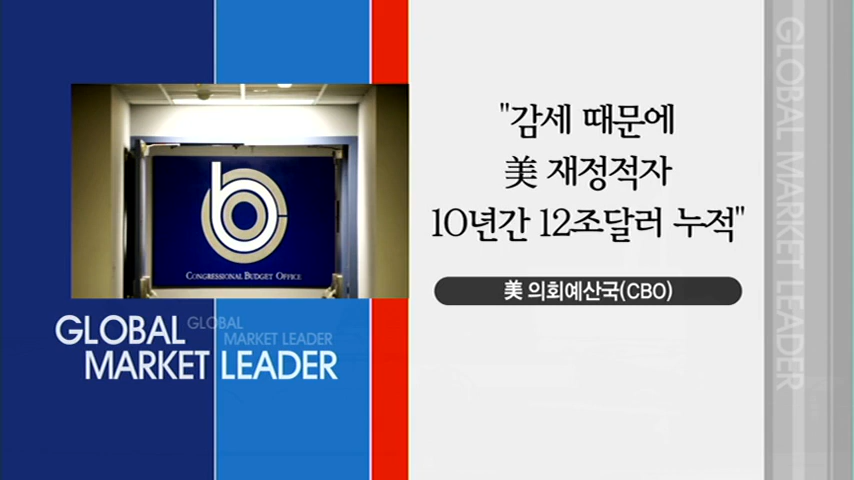 "감세 때문에
美 재정적자
10년간 12조달러 누적"
美 의회예산국(CBO)
cbo
CONGRESSIONAL BUDGET OFFICE
GLOBAL
MARKET LEADER
GLOBAL
MARKET LEADER
GLOBAL MARKET LEADER